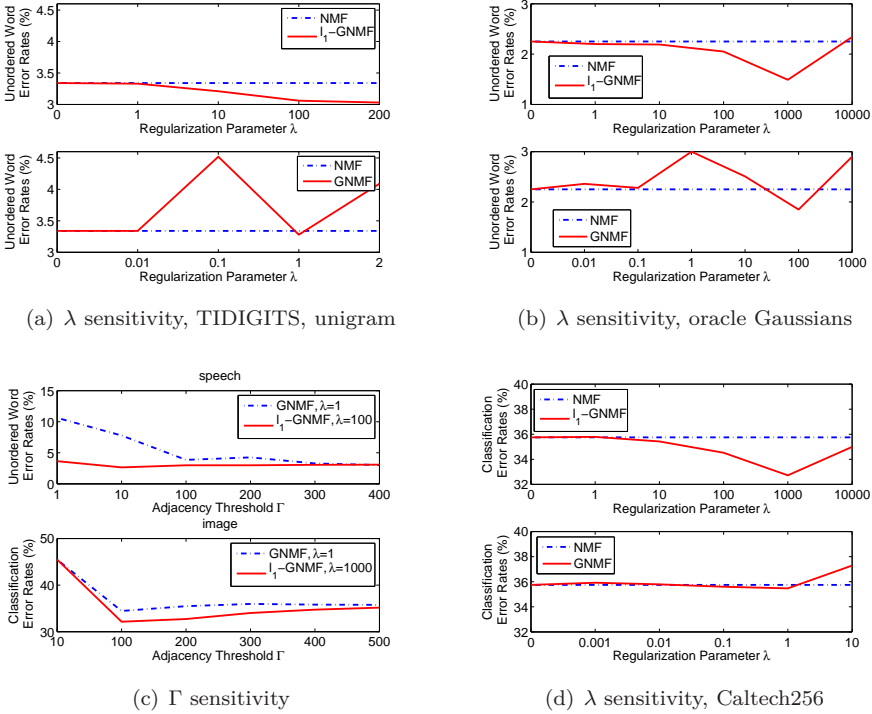 4.5
4
3.5
3
Unordered Word
Error Rates (%)
NMF
l1−GNMF
0 1 10 100 200
Regularization Parameter λ
4.5
4
3.5
3
Unordered Word
Error Rates (%)
NMF
GNMF
0 0.01 0.1 1 2
Regularization Parameter λ
(a) λ sensitivity, TIDIGITS, unigram
3
2
1
Unordered Word
Error Rates (%)
NMF
l1−GNMF
0 1 10 100 1000 10000
Regularization Parameter λ
3
2
1
Unordered Word
Error Rates (%)
NMF
GNMF
0 0.01 0.1 1 10 100 1000
Regularization Parameter λ
(b) λ sensitivity, oracle Gaussians
speech
15
10
5
0
Unordered Word
Error Rates (%)
GNMF,λ=1
l1−GNMF,λ=100
1 10 100 200 300 400
Adjacency Threshold Γ
image
50
40
30
Classification
Error Rates (%)
GNMF,λ=1
l1−GNMF,λ=1000
10 100 200 300 400 500
Adjacency Threshold Γ
(c) Γ sensitivity
40
38
36
34
32
Classification
Error Rates (%)
NMF
l1−GNMF
0 1 10 100 1000 10000
Regularization Parameter λ
40
38
36
34
32
Classification
Error Rates (%)
NMF
GNMF
0 0.001 0.01 0.1 1 10
Regularization Parameter λ
(d) λ sensitivity, Caltech256